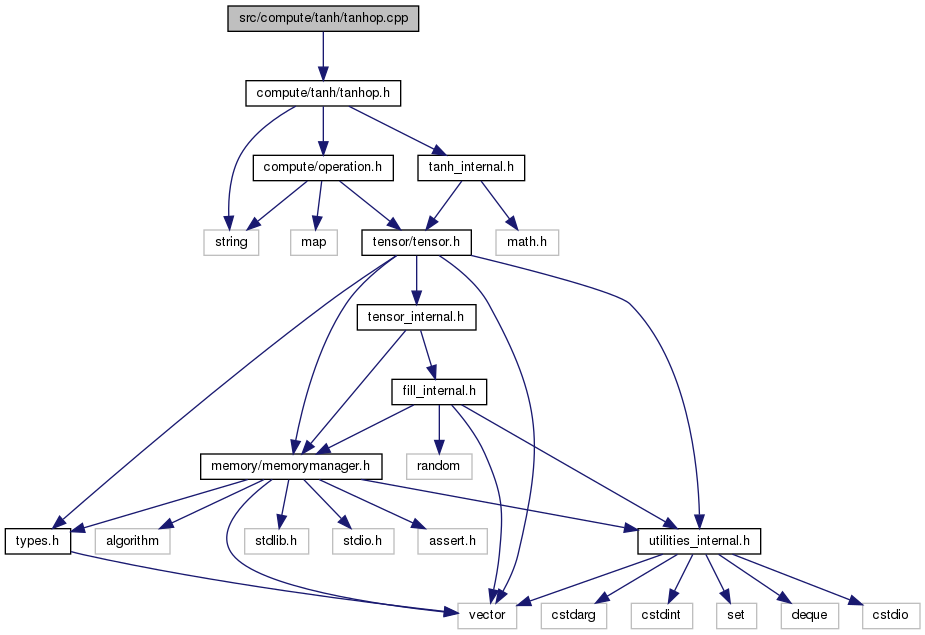 src/compute/tanh/tanhop.cpp
compute/tanh/tanhop.h
compute/operation.h
tanh_internal.h
string
map
tensor/tensor.h
math.h
tensor_internal.h
fill_internal.h
memory/memorymanager.h
random
types.h
algorithm
stdlib.h
stdio.h
assert.h
utilities_internal.h
vector
cstdarg
cstdint
set
deque
cstdio